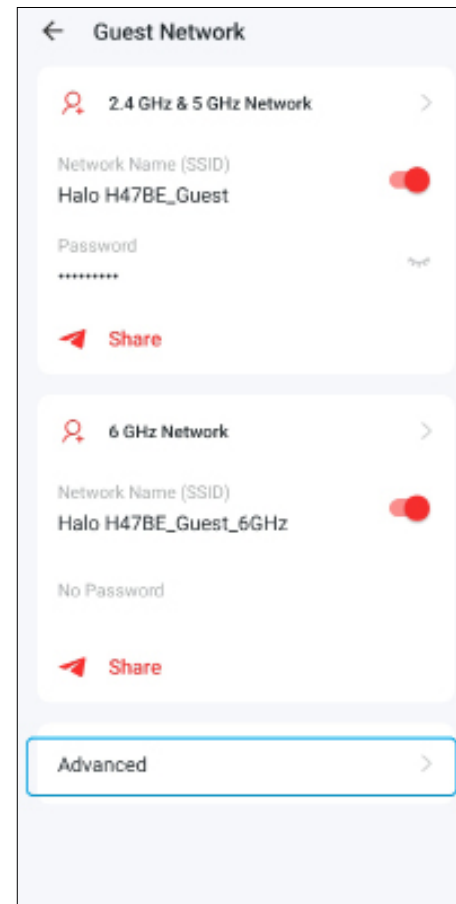 Guest Network
2.4 GHz & 5 GHz Network
Network Name (SSID)
Halo H47BE_Guest
Password
•••••••••
Share
6 GHz Network
Network Name (SSID)
Halo H47BE_Guest_6GHz
No Password
Share
Advanced